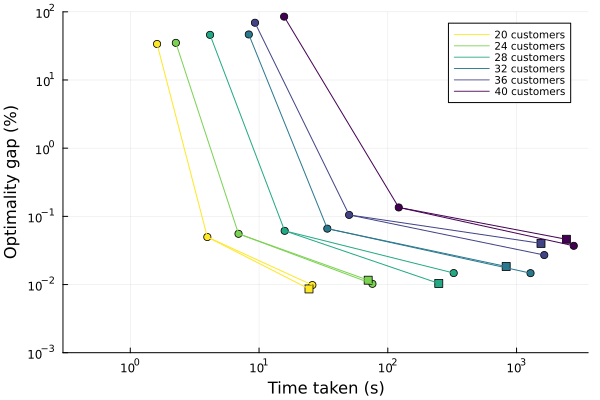 10²
10¹
10⁰
10⁻¹
10⁻²
10⁻³
Optimality gap (%)
20 customers
24 customers
28 customers
32 customers
36 customers
40 customers
10⁰ 10¹ 10² 10³
Time taken (s)